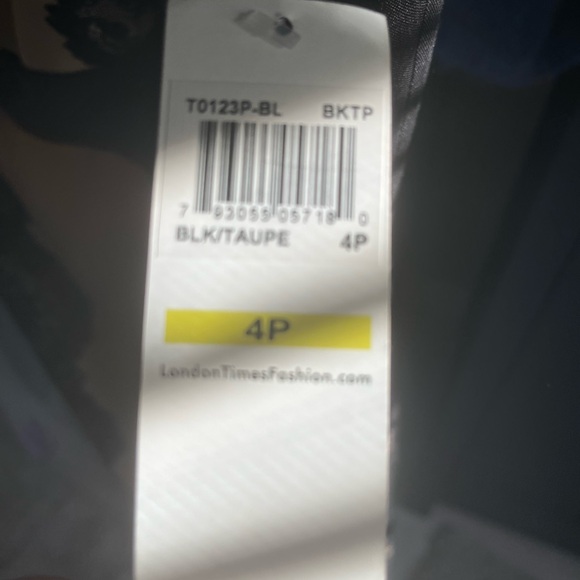 T0123P-BL BKTP
7 93055 05718 0
BLK/TAUPE 4P
4P
LondonTimesFashion.com